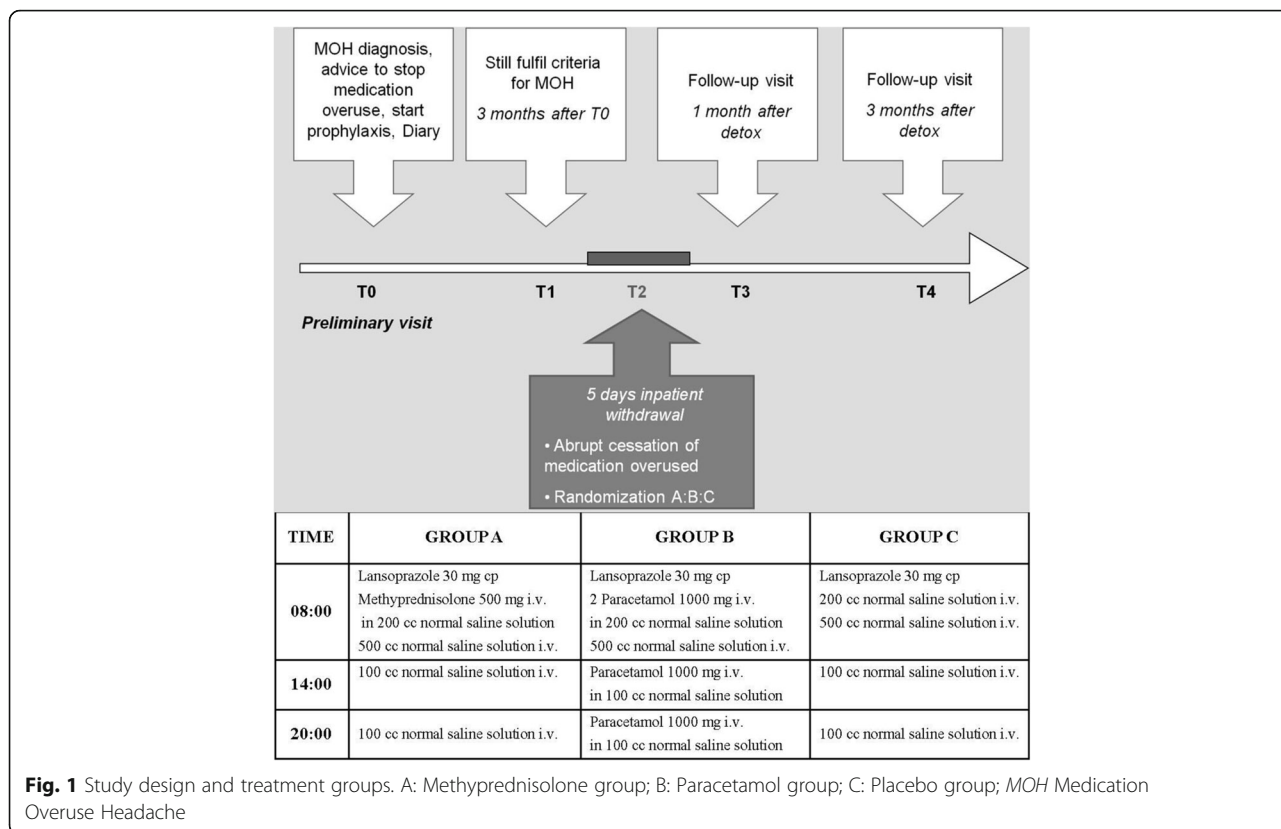 MOH diagnosis,
advice to stop
medication
overuse, start
prophylaxis, Diary
Still fulfil criteria
for MOH
3 months after T0
Follow-up visit
1 month after
detox
Follow-up visit
3 months after
detox
T0
T1
T2
T3
T4
Preliminary visit
5 days inpatient
withdrawal
• Abrupt cessation of
medication overused
• Randomization A:B:C
TIME
GROUP A
GROUP B
GROUP C
08:00
Lansoprazole 30 mg cp
Methyprednisolone 500 mg i.v.
in 200 cc normal saline solution
500 cc normal saline solution i.v.
Lansoprazole 30 mg cp
2 Paracetamol 1000 mg i.v.
in 200 cc normal saline solution
500 cc normal saline solution i.v.
Lansoprazole 30 mg cp
200 cc normal saline solution i.v.
500 cc normal saline solution i.v.
14:00
100 cc normal saline solution i.v.
Paracetamol 1000 mg i.v.
in 100 cc normal saline solution
100 cc normal saline solution i.v.
20:00
100 cc normal saline solution i.v.
Paracetamol 1000 mg i.v.
in 100 cc normal saline solution
100 cc normal saline solution i.v.
Fig. 1 Study design and treatment groups. A: Methyprednisolone group; B: Paracetamol group; C: Placebo group; MOH Medication
Overuse Headache